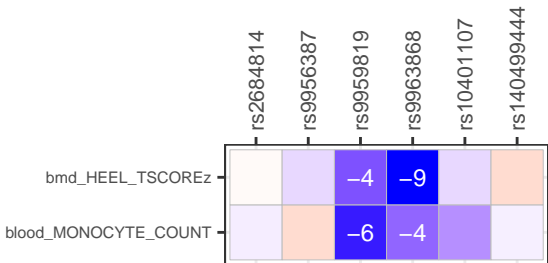 rs2684814
rs9956387
rs9959819
rs9963868
rs10401107
rs140499444
bmd_HEEL_TSCOREz
−4
−9
blood_MONOCYTE_COUNT
−6
−4